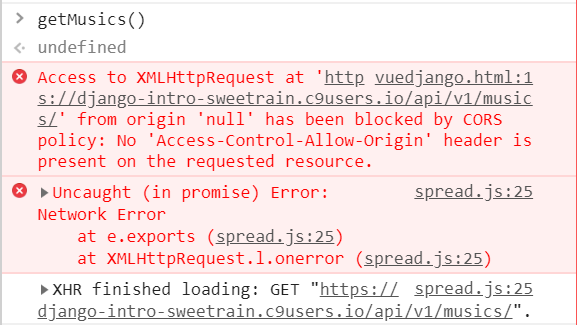 > getMusics()
<· undefined
Access to XMLHttpRequest at 'http vuedjango.html:1
s://django-intro-sweetrain.c9users.io/api/v1/music
s/' from origin 'null' has been blocked by CORS
policy: No 'Access-Control-Allow-Origin' header is
present on the requested resource.
▶Uncaught (in promise) Error: spread.js:25
Network Error
at e.exports (spread.js:25)
at XMLHttpRequest.l.onerror (spread.js:25)
▶XHR finished loading: GET "https:// spread.js:25
django-intro-sweetrain.c9users.io/api/v1/musics/".